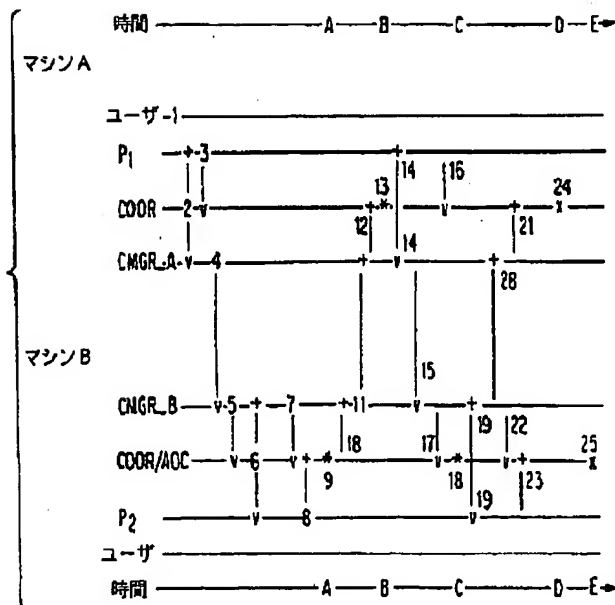 時間 A B C D E
マシンA
ユーザ-1
P1 + 3 +
14 16 24
13
COOR 2 v + * v + x
12 21
14
CMGR_A v 4 + v +
28
マシンB
15
CNGR_B v 5 + 7 + 11 v +
18 17 19 22 25
COOR/AOC v 6 v + * v * v + x
9 18 23
19
P2 v 8 v
ユーザ
時間 A B C D E